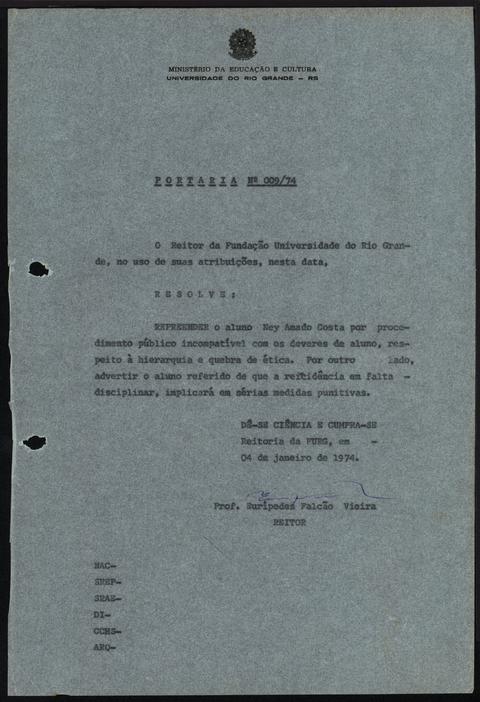 MINISTÉRIO DA EDUCAÇÃO E CULTURA
UNIVERSIDADE DO RIO GRANDE — RS
PORTARIA Nº 009/74
O Reitor da Fundação Universidade do Rio Gran-
de, no uso de suas atribuições, nesta data,
RESOLVE:
REPREENDER o aluno Ney Amado Costa por proce-
dimento público incompatível com os deveres de aluno, res-
peito à hierarquia e quebra de ética. Por outro lado,
advertir o aluno referido de que a reincidência em falta -
disciplinar, implicará em sérias medidas punitivas.
DÊ-SE CIÊNCIA E CUMPRA-SE
Reitoria da FURG, em -
04 de janeiro de 1974.
Prof. Eurípedes Falcão Vieira
REITOR
NAC-
SREP-
SRAE-
DI-
CCHS-
ARQ-